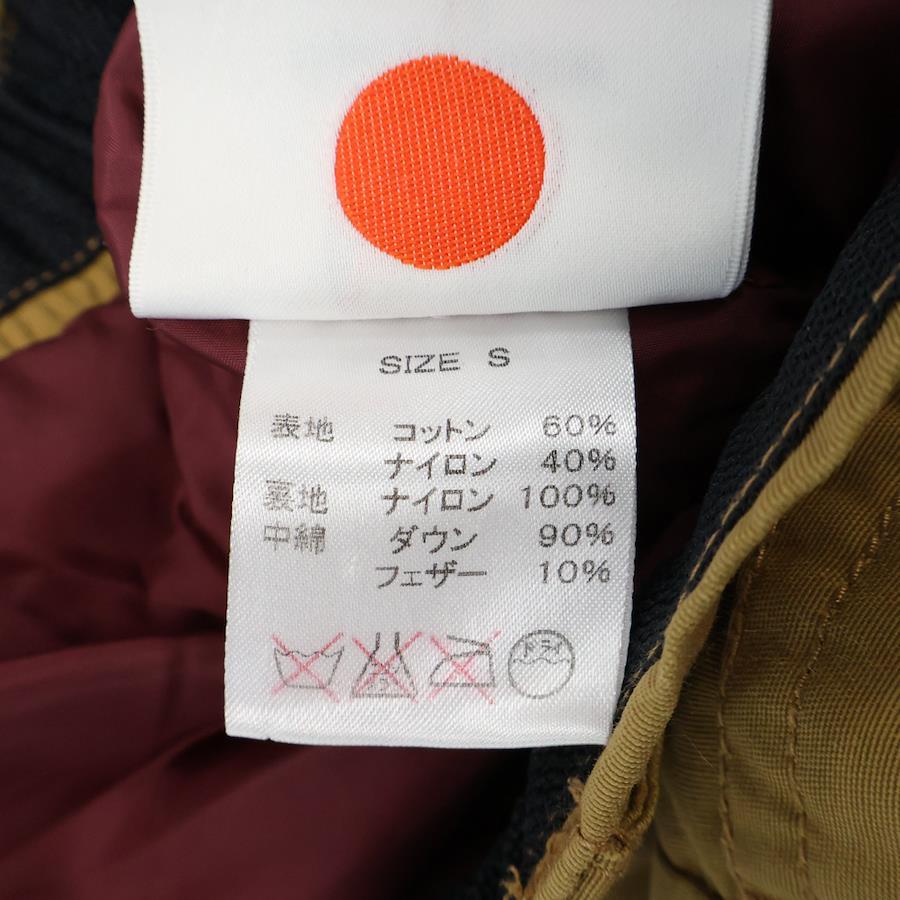 SIZE S
表地 コットン 60%
ナイロン 40%
裏地 ナイロン 100%
中綿 ダウン 90%
フェザー 10%
ドライ